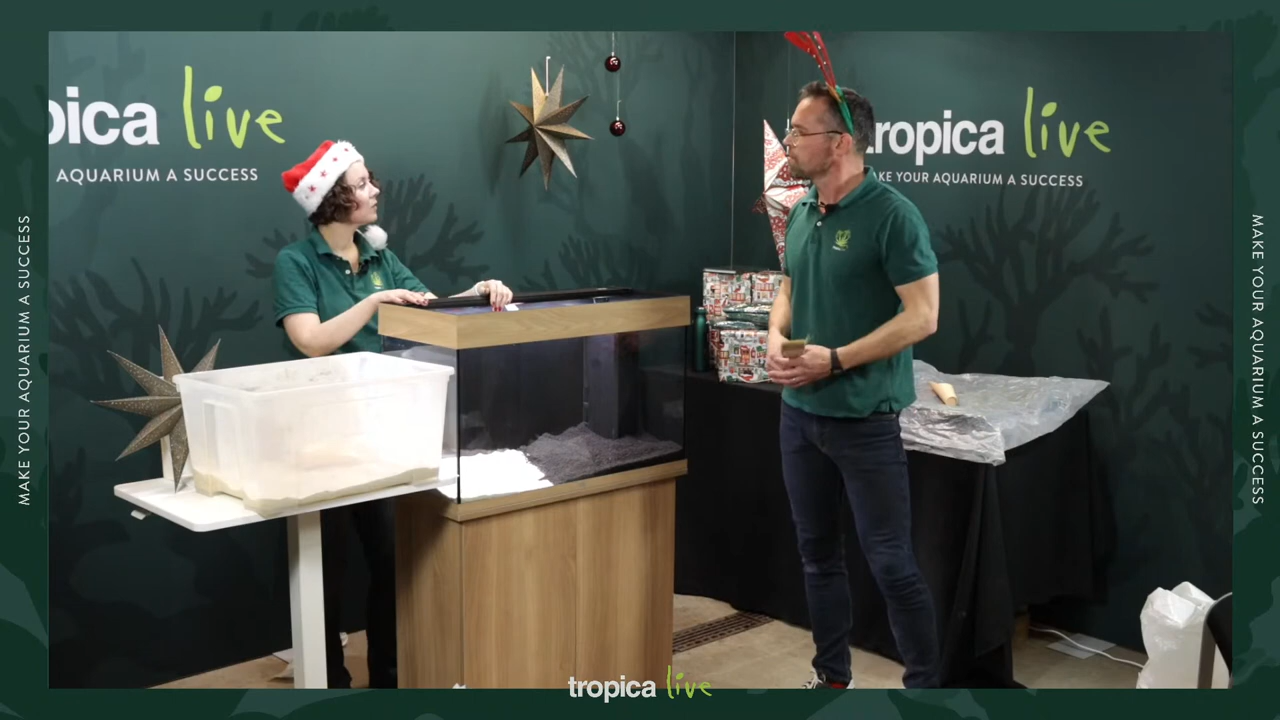 pica live
AQUARIUM A SUCCESS
tropica live
AKE YOUR AQUARIUM A SUCCESS
MAKE YOUR AQUARIUM A SUCCESS
MAKE YOUR AQUARIUM A SUCCESS
tropica live